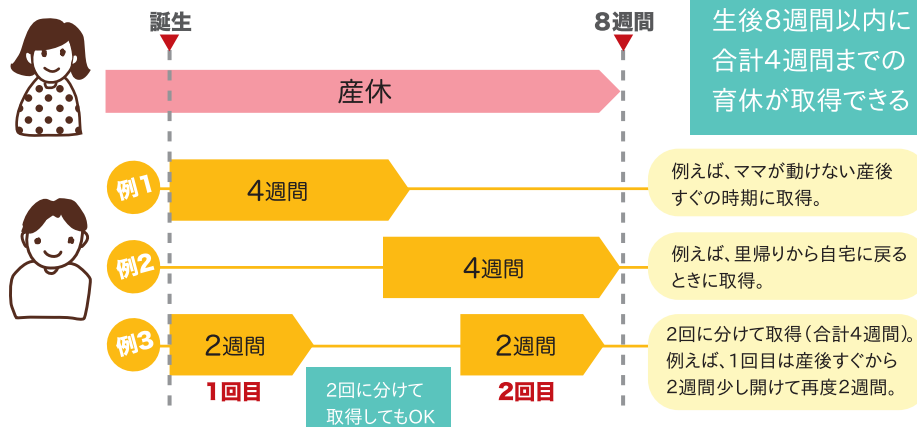 誕生
8週間
生後8週間以内に
合計4週間までの
育休が取得できる
産休
例1
4週間
例えば、ママが動けない産後
すぐの時期に取得。
例2
4週間
例えば、里帰りから自宅に戻る
ときに取得。
例3
2週間
2週間
2回に分けて取得（合計4週間）。
例えば、1回目は産後すぐから
2週間少し開けて再度2週間。
1回目
2回目
2回に分けて
取得してもOK